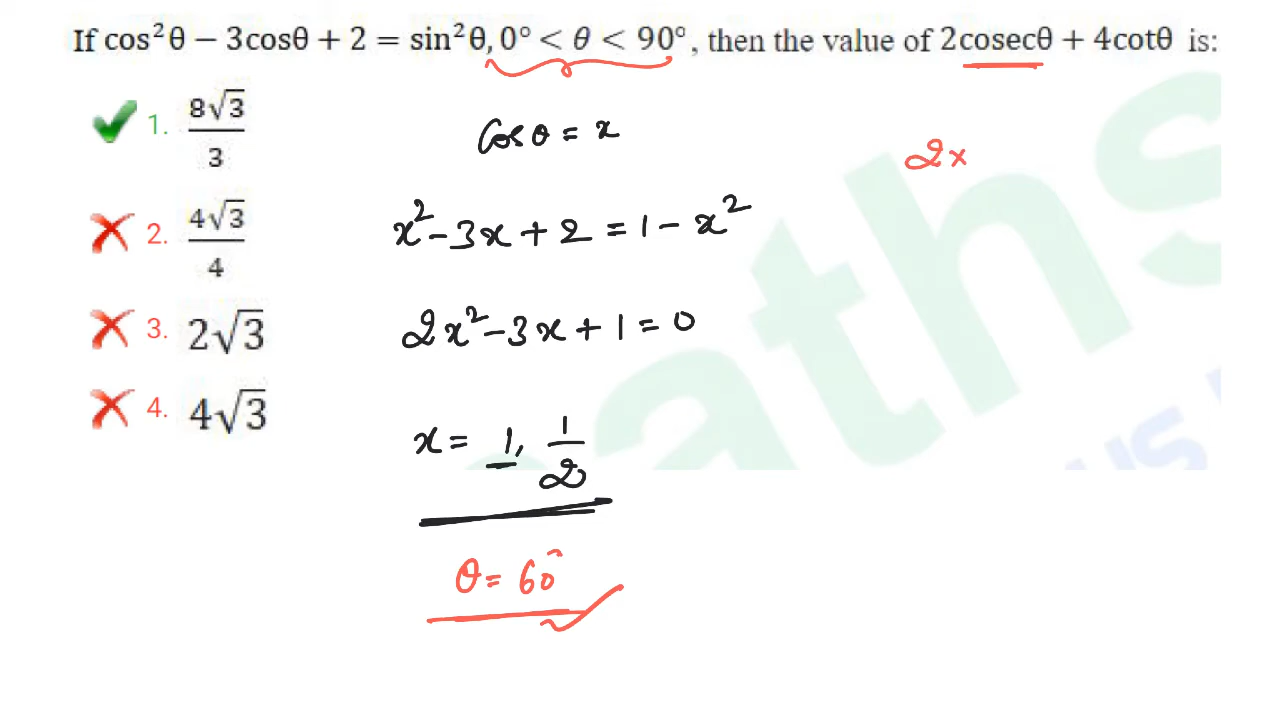 If cos²θ − 3cosθ + 2 = sin²θ, 0° < θ < 90°, then the value of 2cosecθ + 4cotθ is:
1. 8√3/3
2. 4√3/4
3. 2√3
4. 4√3
Cosθ = x
2×
x² - 3x + 2 = 1 - x²
2x² - 3x + 1 = 0
x = 1, 1/2
θ = 60°
aths